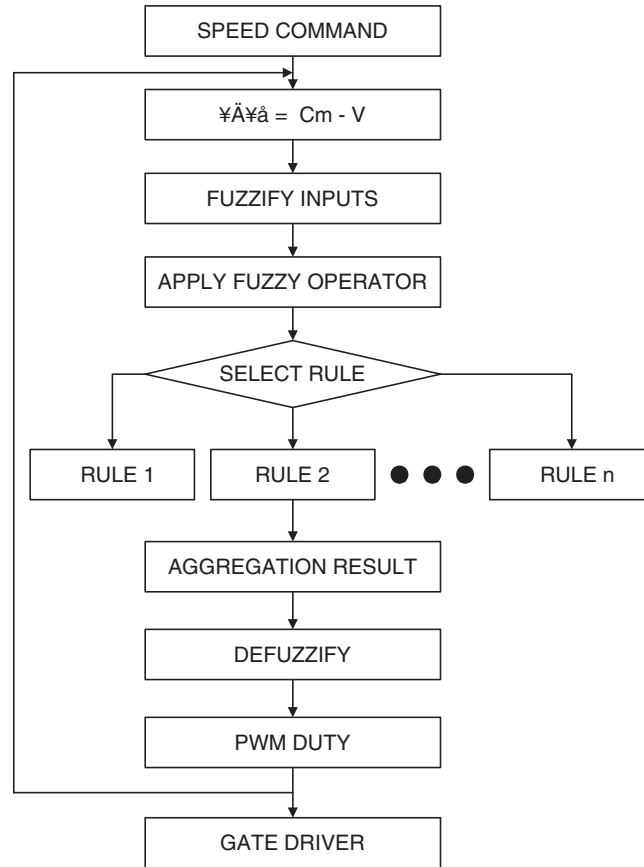 SPEED COMMAND
¥Ä¥å = Cm - V
FUZZIFY INPUTS
APPLY FUZZY OPERATOR
SELECT RULE
RULE 1
RULE 2
RULE n
AGGREGATION RESULT
DEFUZZIFY
PWM DUTY
GATE DRIVER